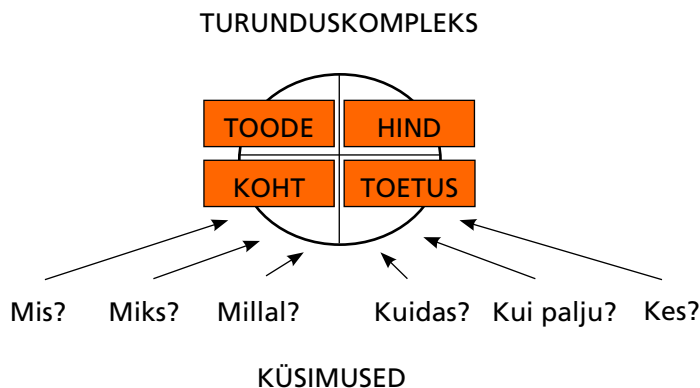 TURUNDUSKOMPLEKS
TOODE HIND
KOHT TOETUS
Mis? Miks? Millal? Kuidas? Kui palju? Kes?
KÜSIMUSED